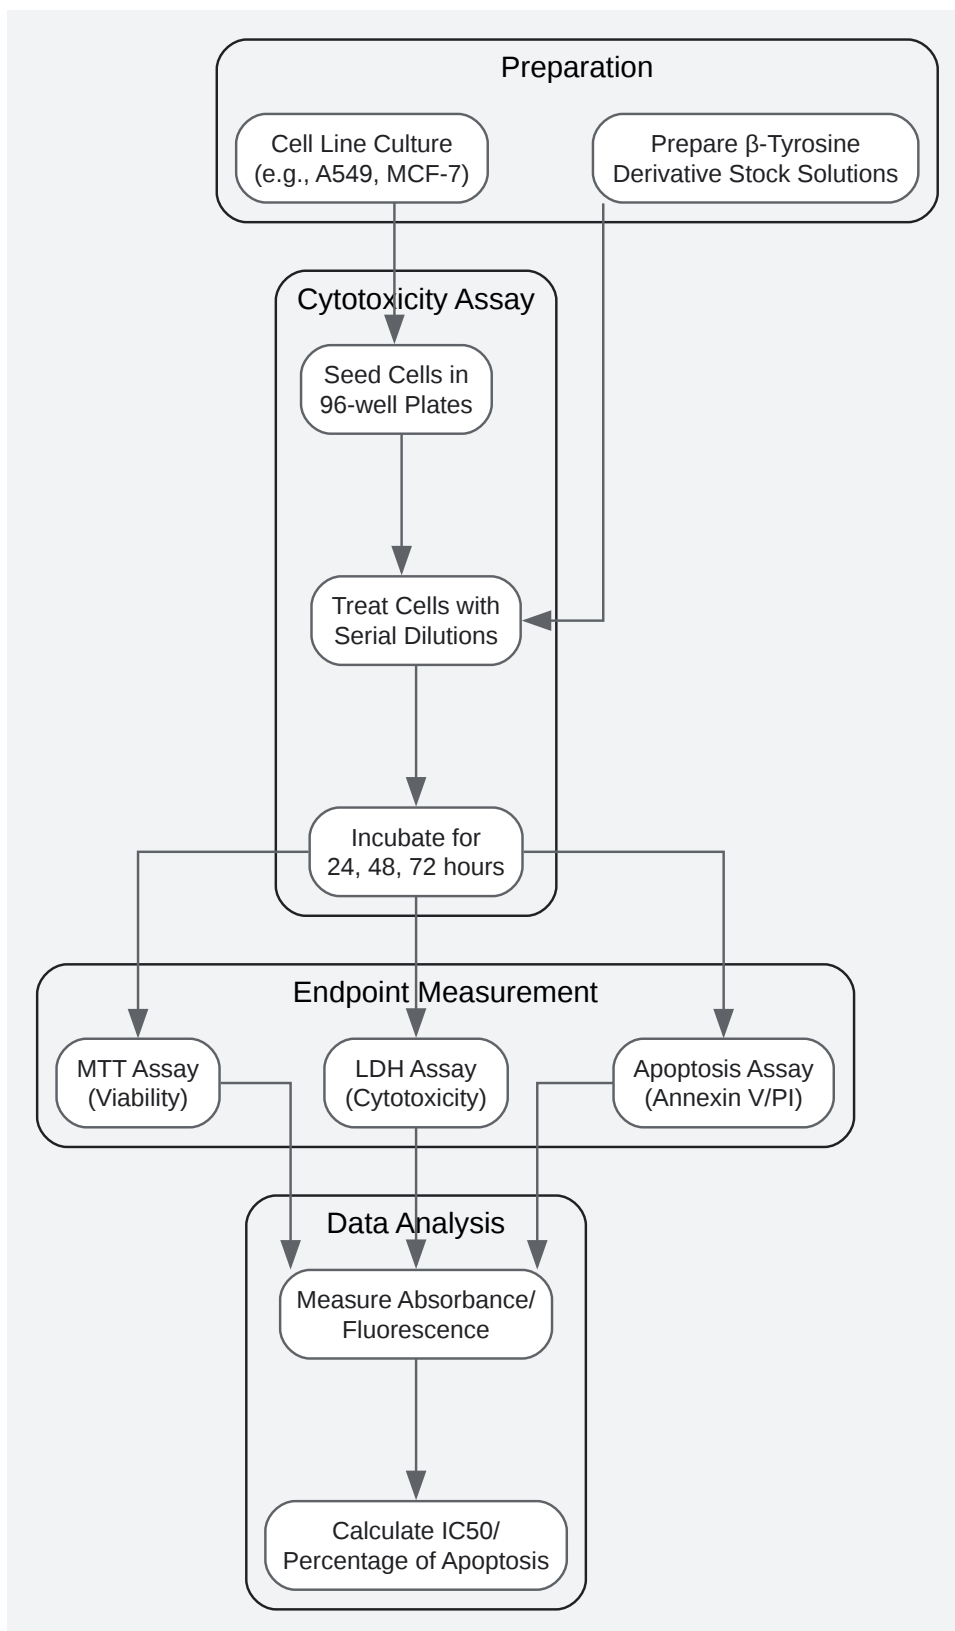 Preparation
Cell Line Culture
(e.g., A549, MCF-7)
Prepare β-Tyrosine
Derivative Stock Solutions
Cytotoxicity Assay
Seed Cells in
96-well Plates
Treat Cells with
Serial Dilutions
Incubate for
24, 48, 72 hours
Endpoint Measurement
MTT Assay
(Viability)
LDH Assay
(Cytotoxicity)
Apoptosis Assay
(Annexin V/PI)
Data Analysis
Measure Absorbance/
Fluorescence
Calculate IC50/
Percentage of Apoptosis